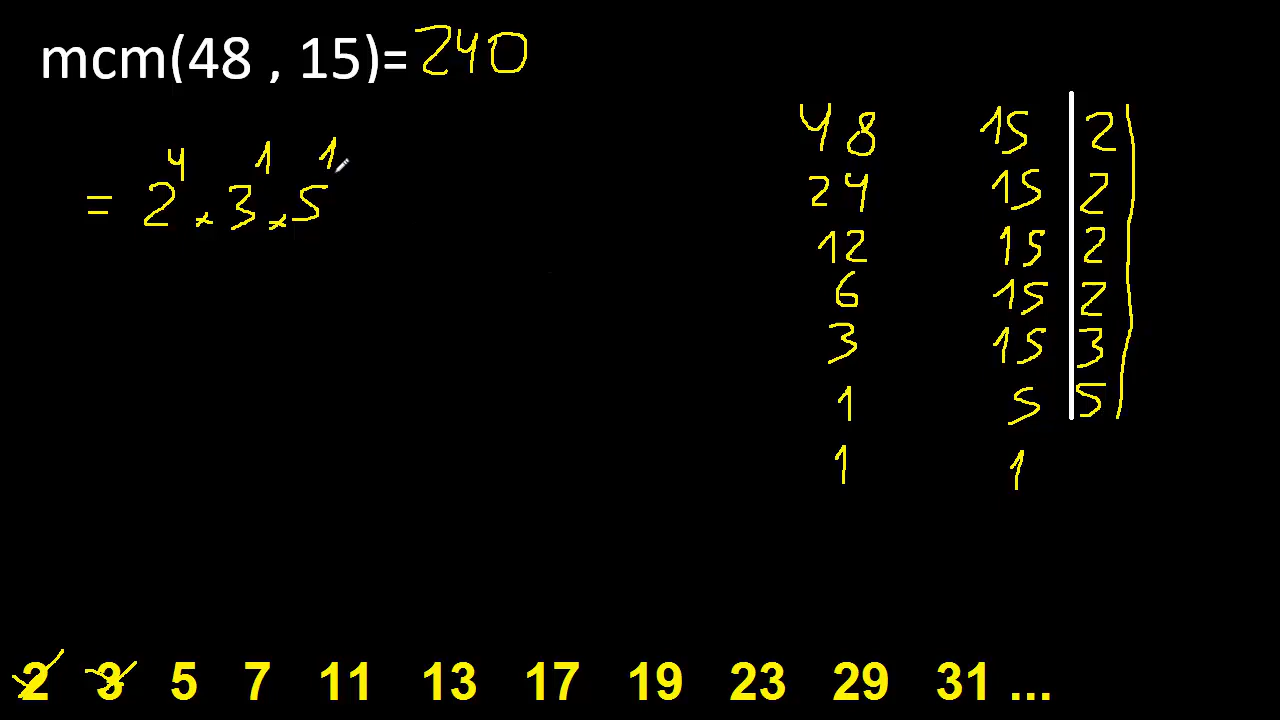 mcm(48 , 15)= 240
= 2⁴ × 3¹ × 5¹
48 15 2
24 15 2
12 15 2
6 15 2
3 15 3
1 5 5
1 1
2 3 5 7 11 13 17 19 23 29 31 ...